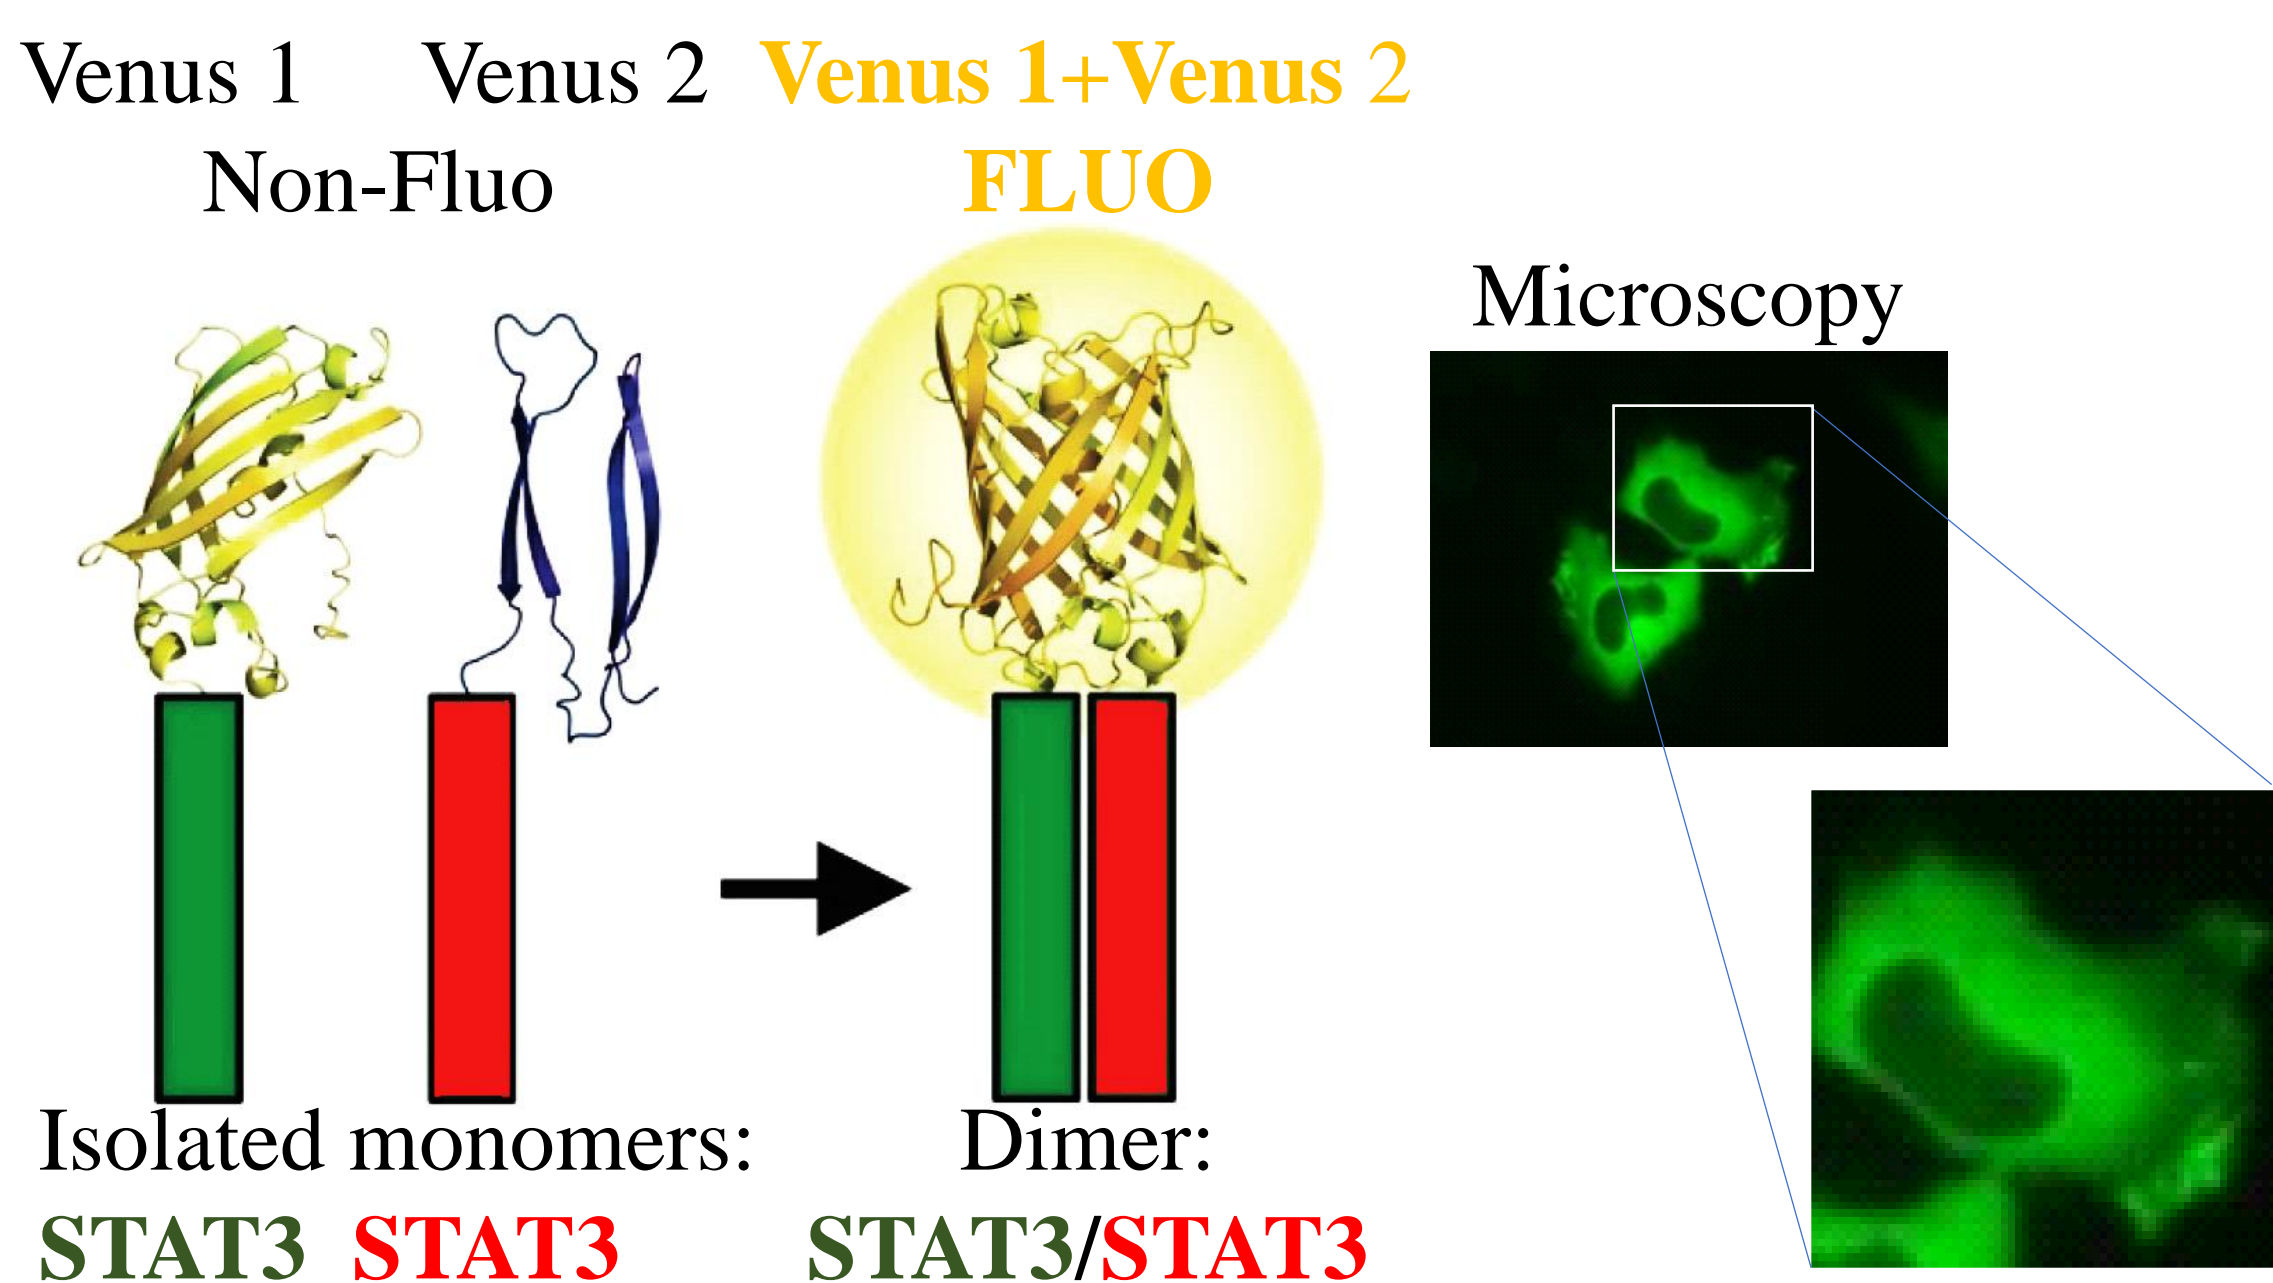 Venus 1 Venus 2 Venus 1+Venus 2
Non-Fluo FLUO
Microscopy
Isolated monomers: Dimer:
STAT3 STAT3 STAT3/STAT3